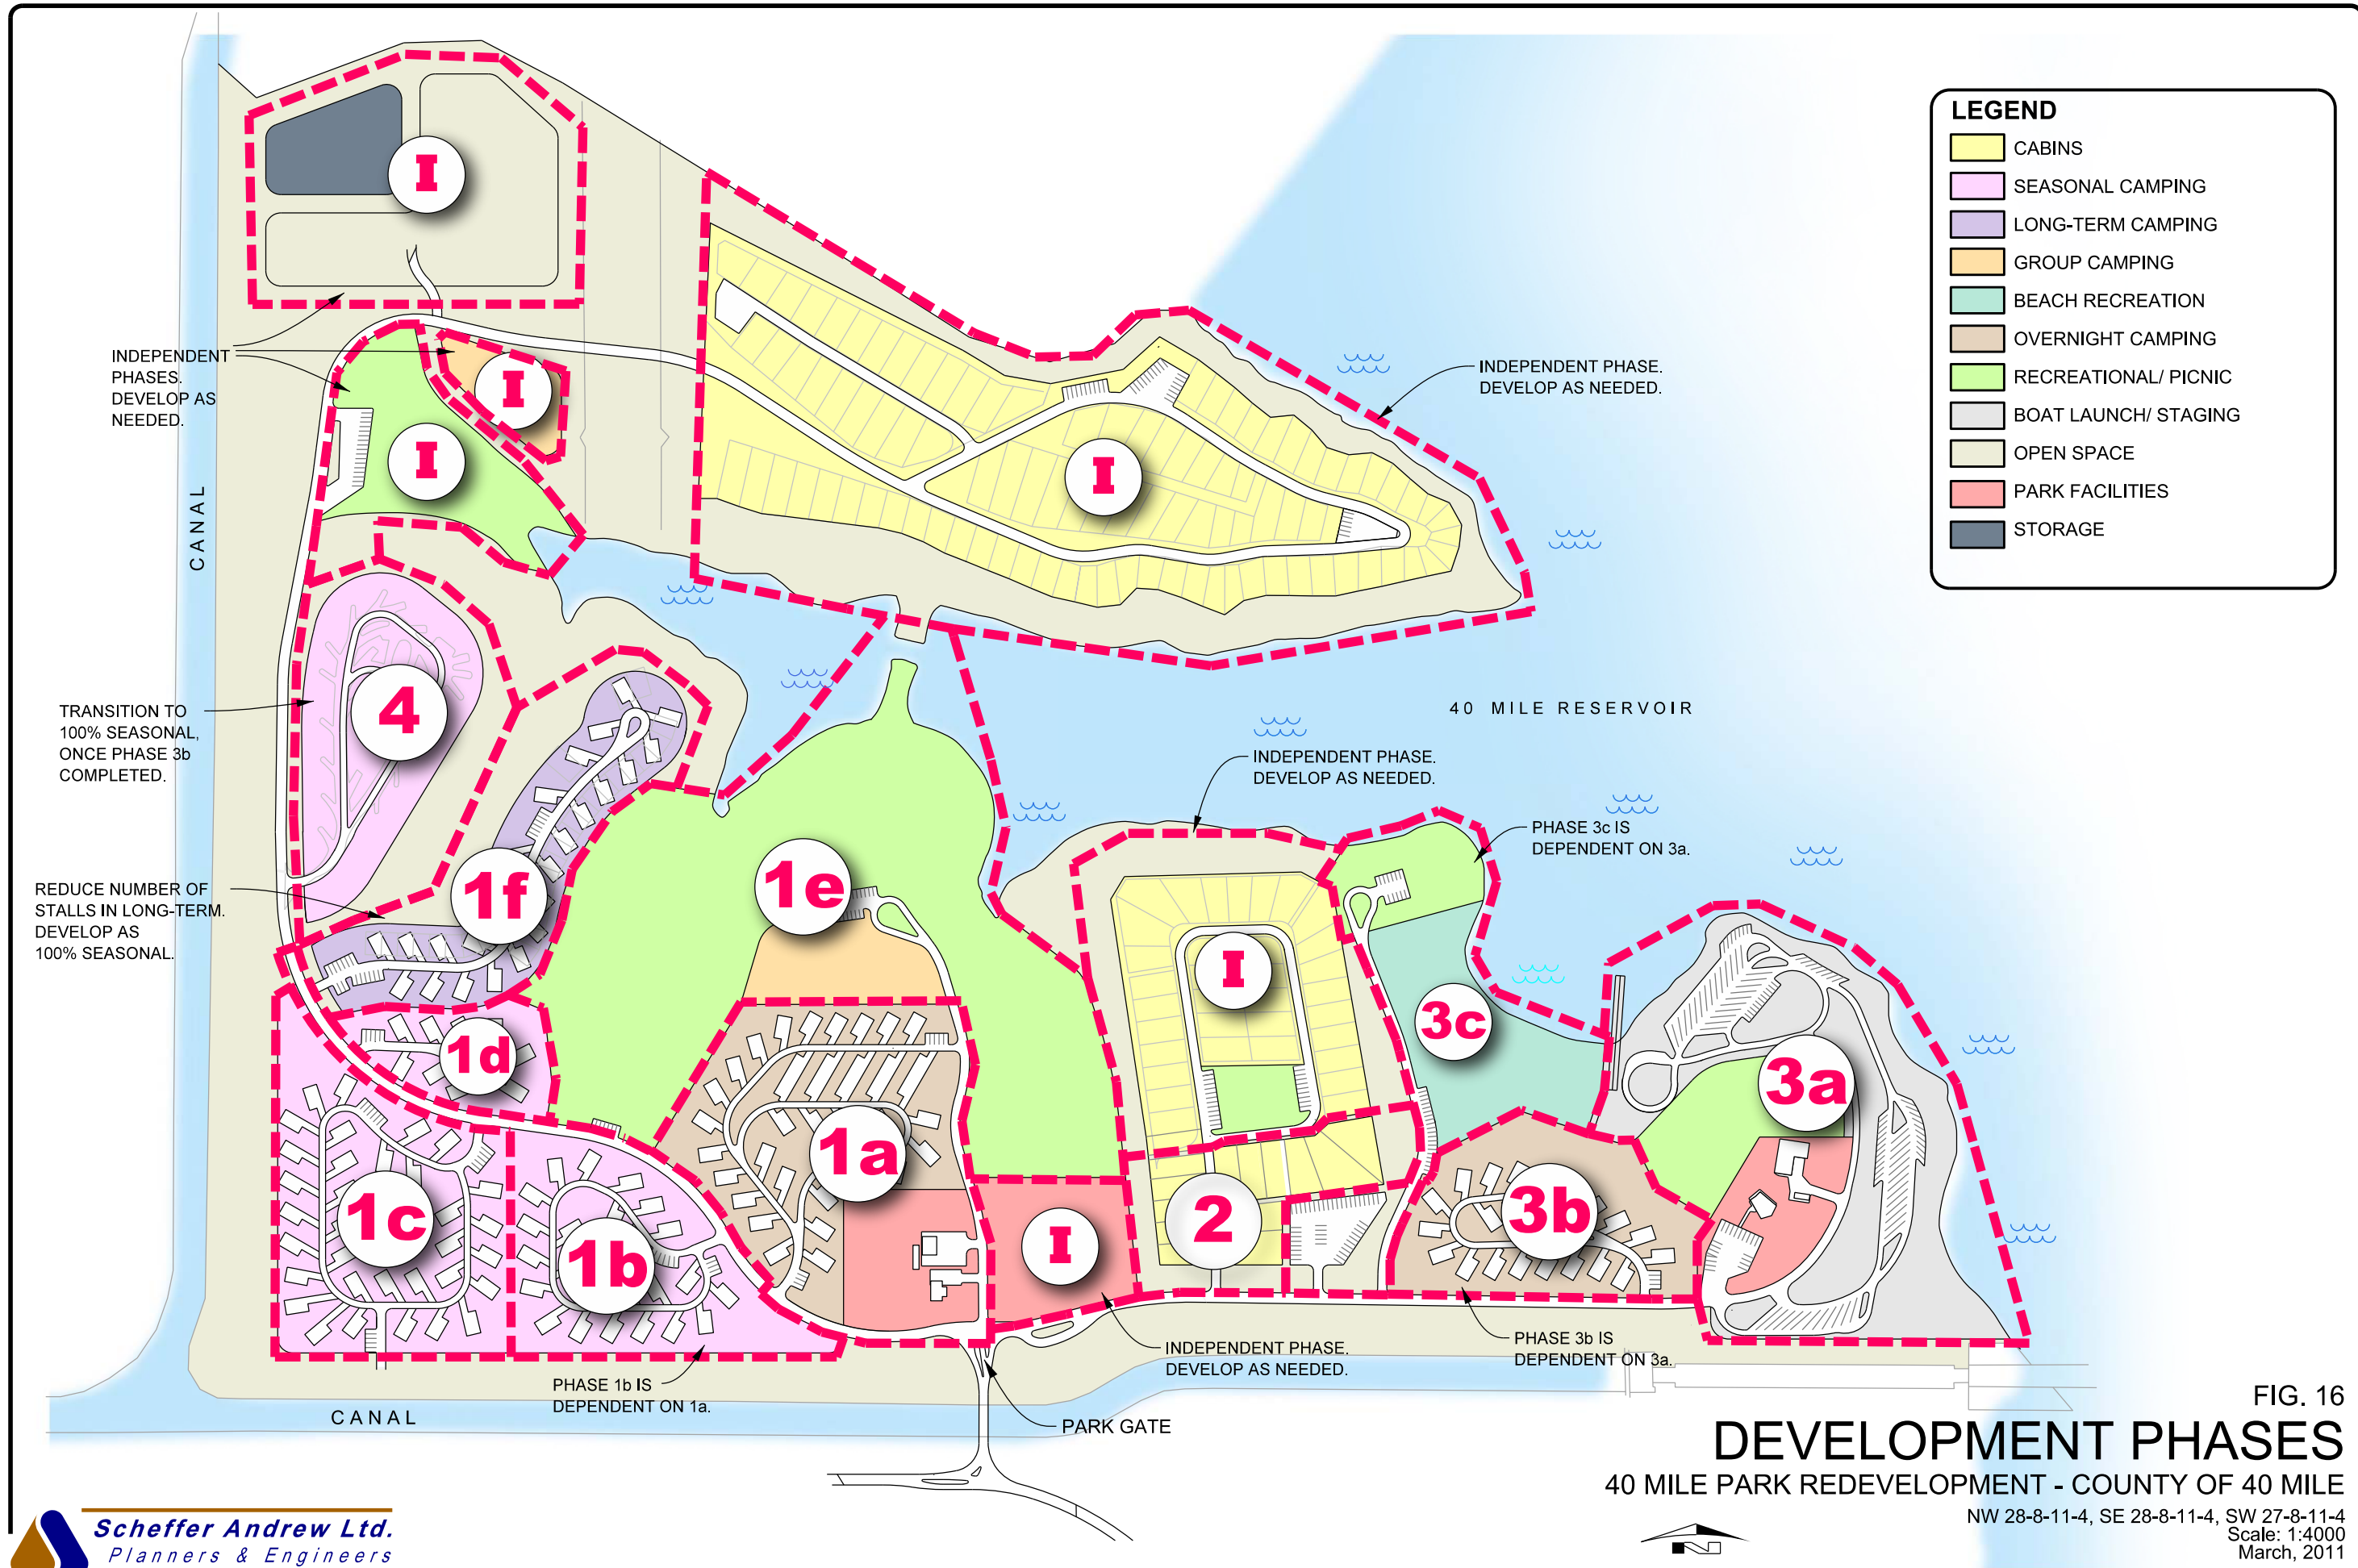 LEGEND
CABINS
SEASONAL CAMPING
LONG-TERM CAMPING
GROUP CAMPING
BEACH RECREATION
OVERNIGHT CAMPING
RECREATIONAL/ PICNIC
BOAT LAUNCH/ STAGING
OPEN SPACE
PARK FACILITIES
STORAGE
I
INDEPENDENT
PHASES.
DEVELOP AS
NEEDED.
I
I
I
INDEPENDENT PHASE.
DEVELOP AS NEEDED.
CANAL
TRANSITION TO
100% SEASONAL,
ONCE PHASE 3b
COMPLETED.
4
40 MILE RESERVOIR
INDEPENDENT PHASE.
DEVELOP AS NEEDED.
PHASE 3c IS
DEPENDENT ON 3a.
REDUCE NUMBER OF
STALLS IN LONG-TERM.
DEVELOP AS
100% SEASONAL.
1f
1e
I
3c
1d
3a
1a
1c
1b
I
2
3b
PHASE 1b IS
DEPENDENT ON 1a.
INDEPENDENT PHASE.
DEVELOP AS NEEDED.
PHASE 3b IS
DEPENDENT ON 3a.
CANAL
PARK GATE
FIG. 16
DEVELOPMENT PHASES
40 MILE PARK REDEVELOPMENT - COUNTY OF 40 MILE
NW 28-8-11-4, SE 28-8-11-4, SW 27-8-11-4
Scale: 1:4000
March, 2011
N
Scheffer Andrew Ltd.
Planners & Engineers